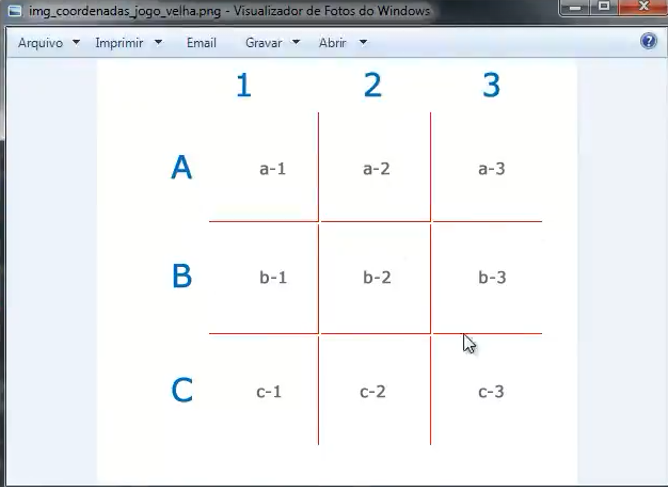 img_coordenadas_jogo_velha.png - Visualizador de Fotos do Windows
Arquivo Imprimir Email Gravar Abrir
1 2 3
A a-1 a-2 a-3
B b-1 b-2 b-3
C c-1 c-2 c-3